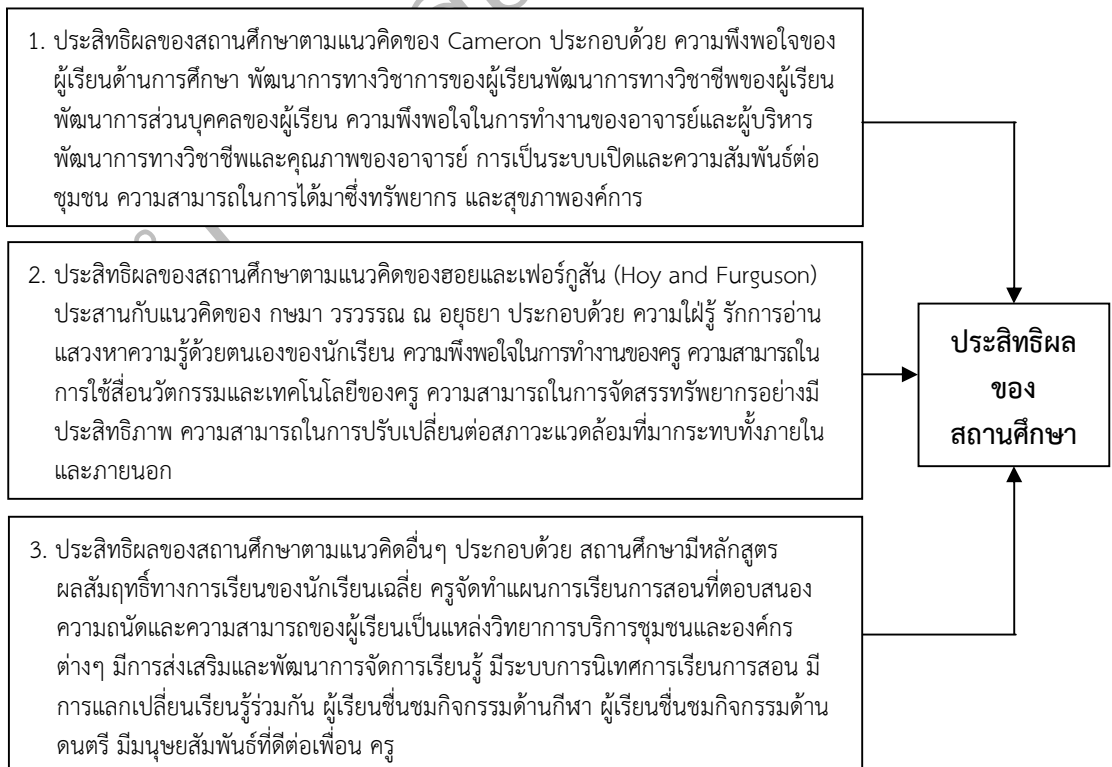 1. ประสิทธิผลของสถานศึกษาตามแนวคิดของ Cameron ประกอบด้วย ความพึงพอใจของ
ผู้เรียนด้านการศึกษา พัฒนาการทางวิชาการของผู้เรียนพัฒนาการทางวิชาชีพของผู้เรียน
พัฒนาการส่วนบุคคลของผู้เรียน ความพึงพอใจในการทำงานของอาจารย์และผู้บริหาร
พัฒนาการทางวิชาชีพและคุณภาพของอาจารย์ การเป็นระบบเปิดและความสัมพันธ์ต่อ
ชุมชน ความสามารถในการได้มาซึ่งทรัพยากร และสุขภาพองค์การ
2. ประสิทธิผลของสถานศึกษาตามแนวคิดของฮอยและเฟอร์กูสัน (Hoy and Furguson)
ประสานกับแนวคิดของ กษมา วรวรรณ ณ อยุธยา ประกอบด้วย ความใฝ่รู้ รักการอ่าน
แสวงหาความรู้ด้วยตนเองของนักเรียน ความพึงพอใจในการทำงานของครู ความสามารถใน
การใช้สื่อนวัตกรรมและเทคโนโลยีของครู ความสามารถในการจัดสรรทรัพยากรอย่างมี
ประสิทธิภาพ ความสามารถในการปรับเปลี่ยนต่อสภาวะแวดล้อมที่มากระทบทั้งภายใน
และภายนอก
3. ประสิทธิผลของสถานศึกษาตามแนวคิดอื่นๆ ประกอบด้วย สถานศึกษามีหลักสูตร
ผลสัมฤทธิ์ทางการเรียนของนักเรียนเฉลี่ย ครูจัดทำแผนการเรียนการสอนที่ตอบสนอง
ความถนัดและความสามารถของผู้เรียนเป็นแหล่งวิทยาการบริการชุมชนและองค์กร
ต่างๆ มีการส่งเสริมและพัฒนาการจัดการเรียนรู้ มีระบบการนิเทศการเรียนการสอน มี
การแลกเปลี่ยนเรียนรู้ร่วมกัน ผู้เรียนชื่นชมกิจกรรมด้านกีฬา ผู้เรียนชื่นชมกิจกรรมด้าน
ดนตรี มีมนุษยสัมพันธ์ที่ดีต่อเพื่อน ครู
ประสิทธิผล
ของ
สถานศึกษา